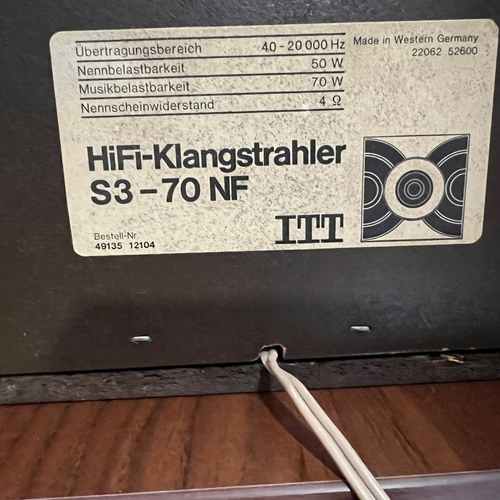 Übertragungsbereich 40-20 000 Hz
Nennbelastbarkeit 50 W
Musikbelastbarkeit 70 W
Nennscheinwiderstand 4 Ω
Made in Western Germany
22062 52600
HiFi-Klangstrahler
S3-70 NF
Bestell-Nr.
49135 12104
ITT